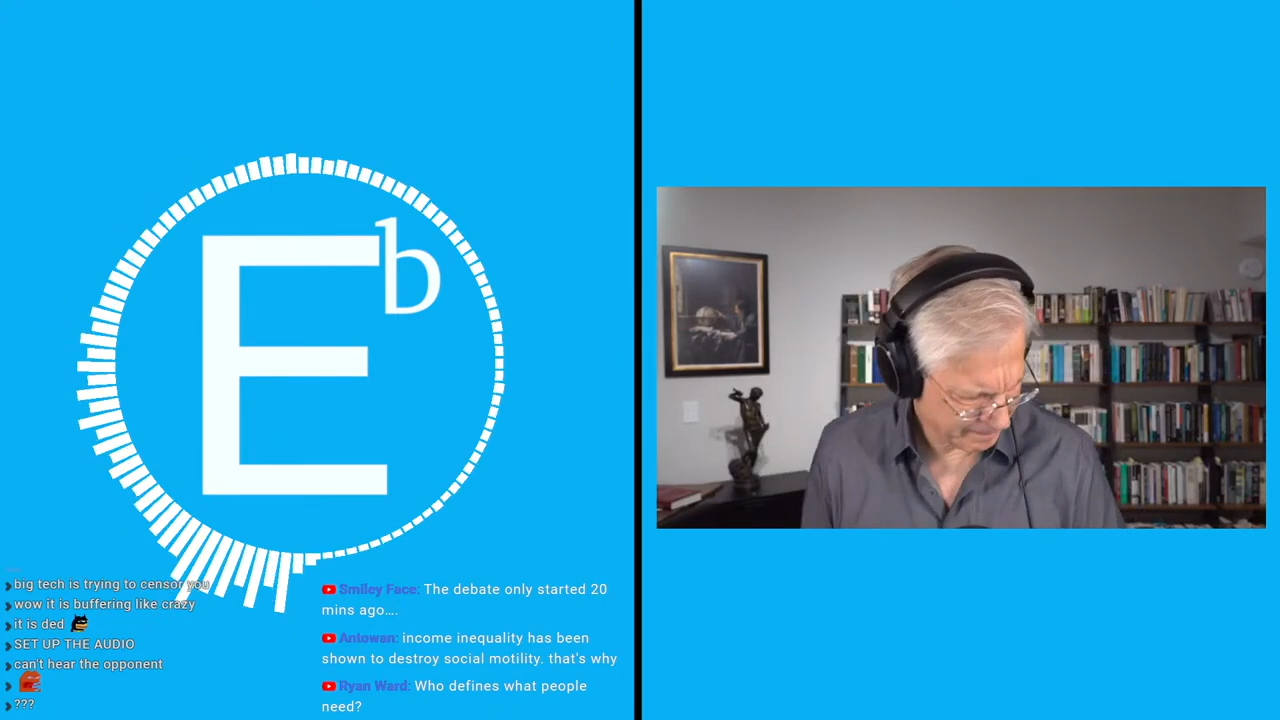 Eb
big tech is trying to censor you
wow it is buffering like crazy
it is ded
SET UP THE AUDIO
can't hear the opponent
???
Smiley Face: The debate only started 20
mins ago….
Antowan: income inequality has been
shown to destroy social motility. that's why
Ryan Ward: Who defines what people
need?